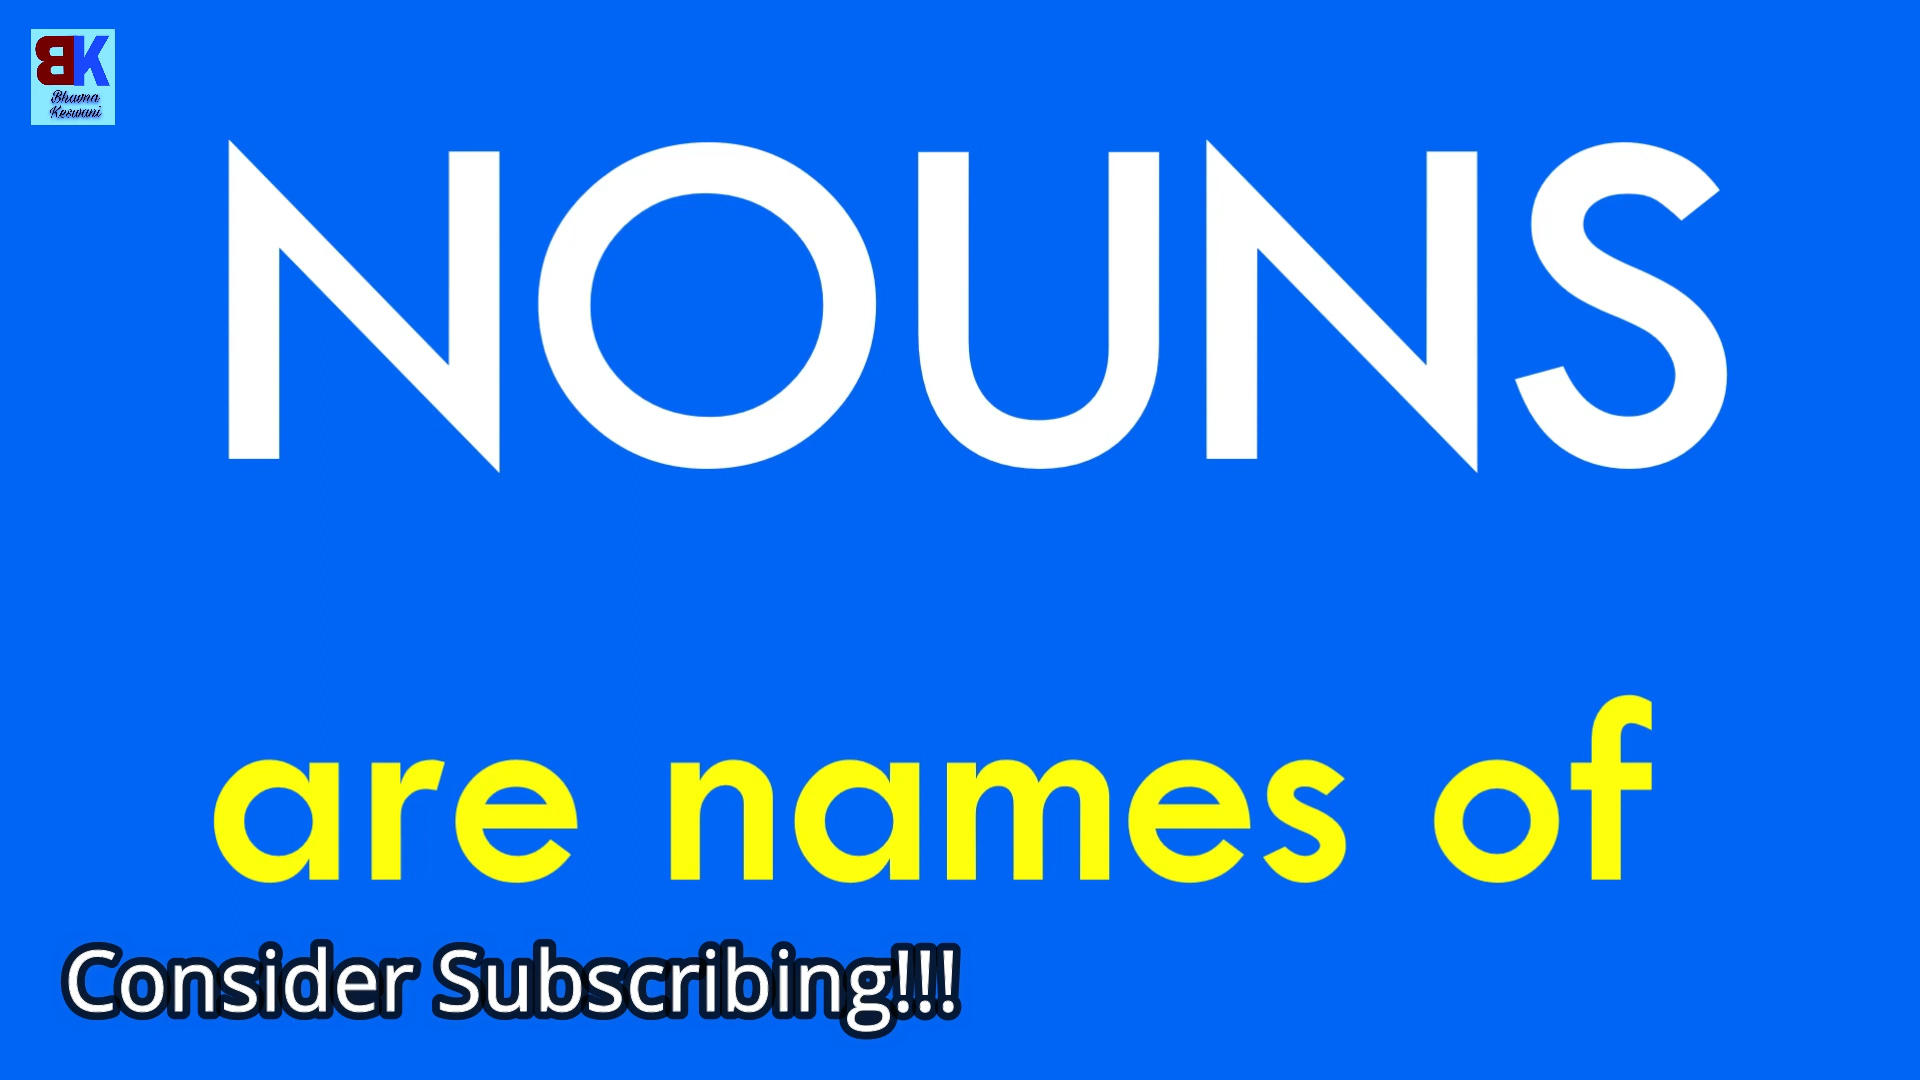 BK
Bhavna
Keswani
NOUNS
are names of
Consider Subscribing!!!